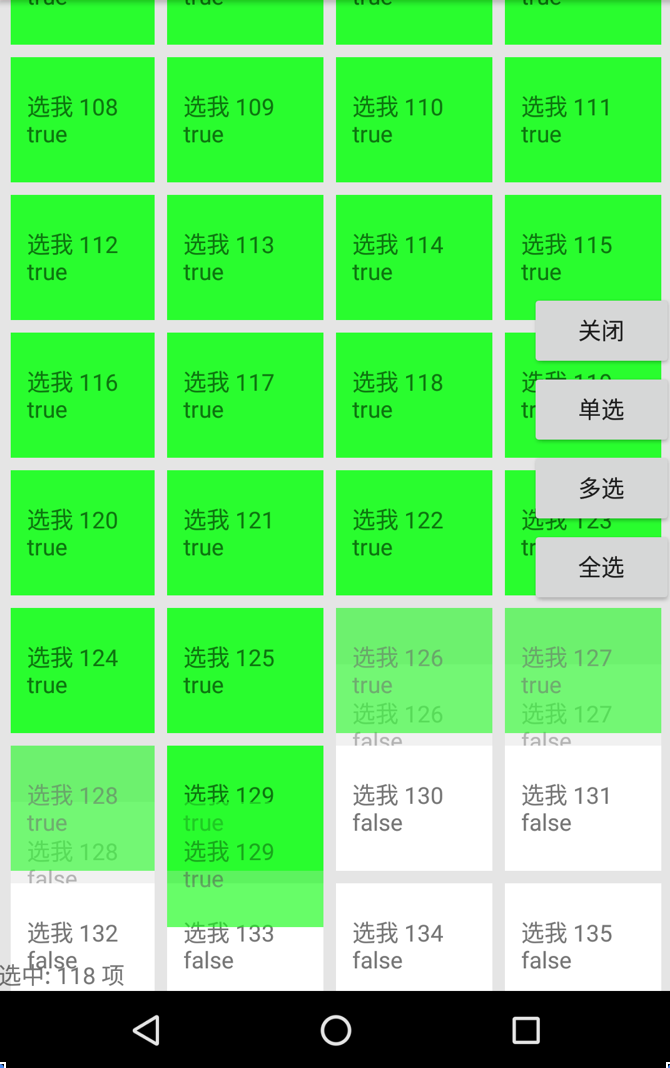 true true true true
选我 108 选我 109 选我 110 选我 111
true true true true
选我 112 选我 113 选我 114 选我 115
true true true true
关闭
选我 116 选我 117 选我 118 选我 119
true true true
单选
多选
选我 120 选我 121 选我 122 选我 123
true true true
全选
选我 124 选我 125 选我 126 选我 127
true true true true
选我 126 选我 127
false false
选我 128 选我 129 选我 130 选我 131
true true false false
选我 128 选我 129
false true
选我 132 选我 133 选我 134 选我 135
false false false false
选中: 118 项